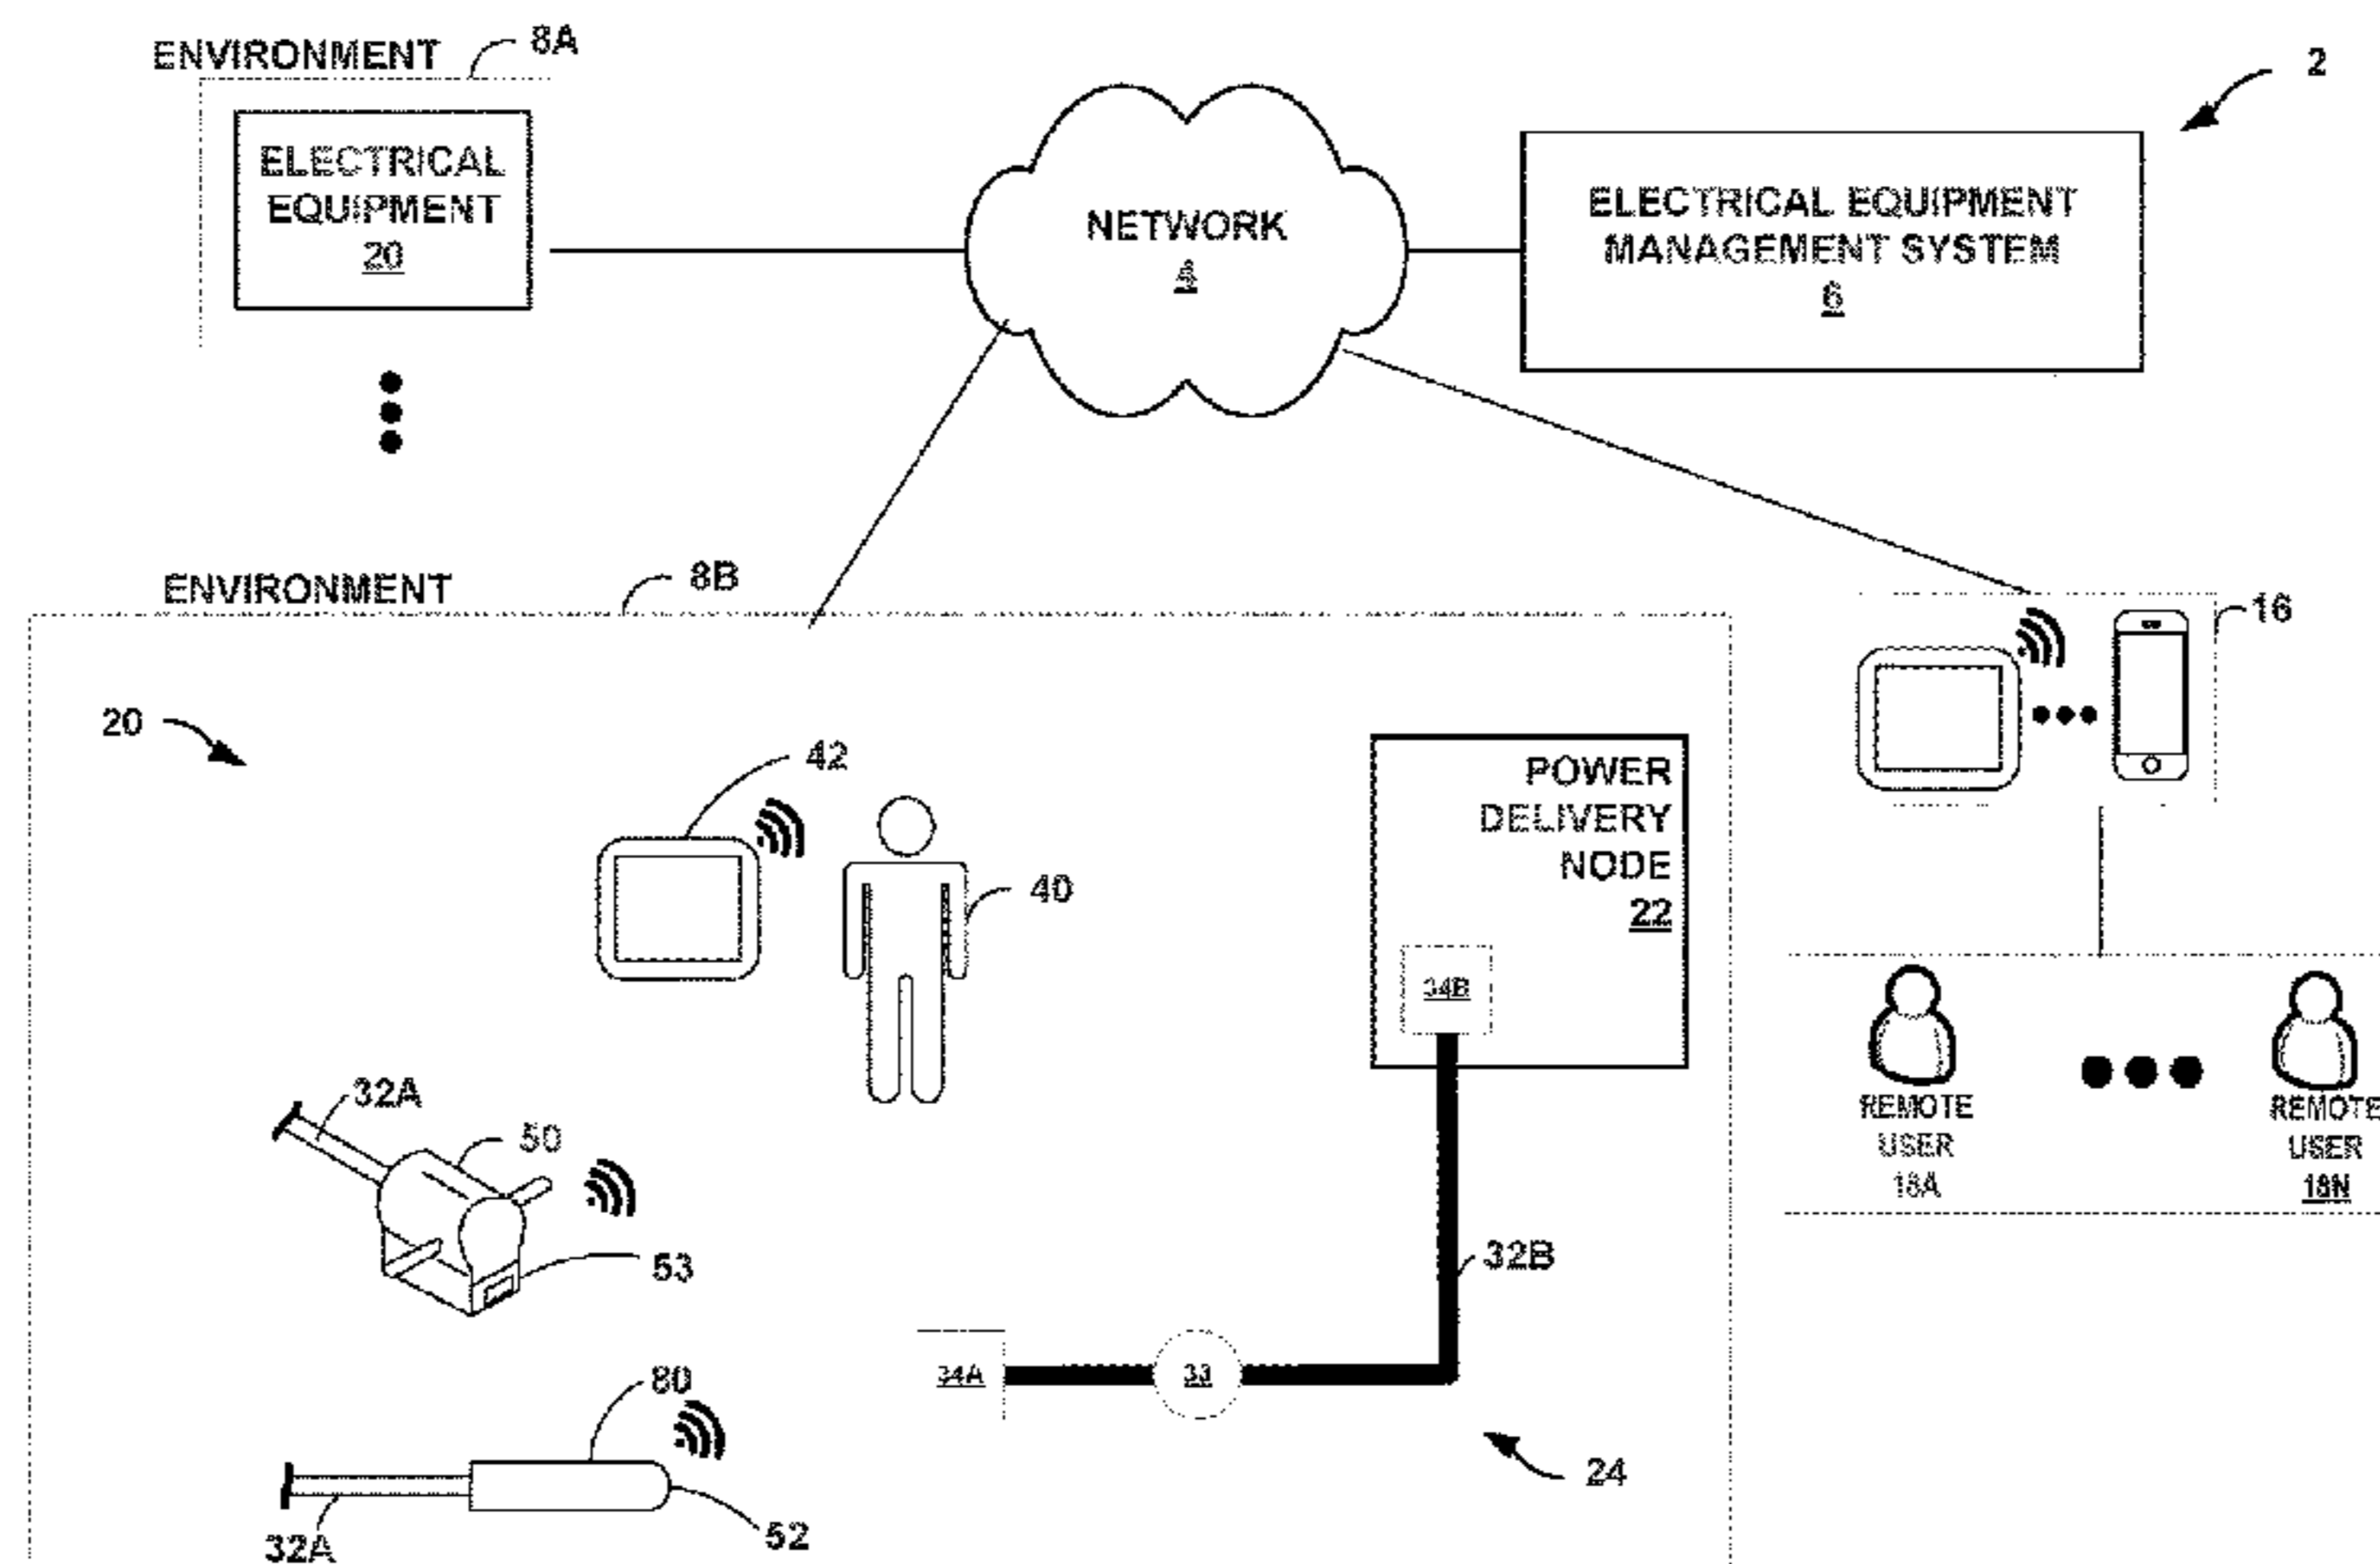 ENVIRONMENT
8A
2
ELECTRICAL
EQUIPMENT
20
NETWORK
4
ELECTRICAL EQUIPMENT
MANAGEMENT SYSTEM
6
ENVIRONMENT
8B
16
20
42
40
POWER
DELIVERY
NODE
22
34B
REMOTE
USER
18A
REMOTE
USER
18N
32A
50
53
32B
34A
33
80
24
52
32A